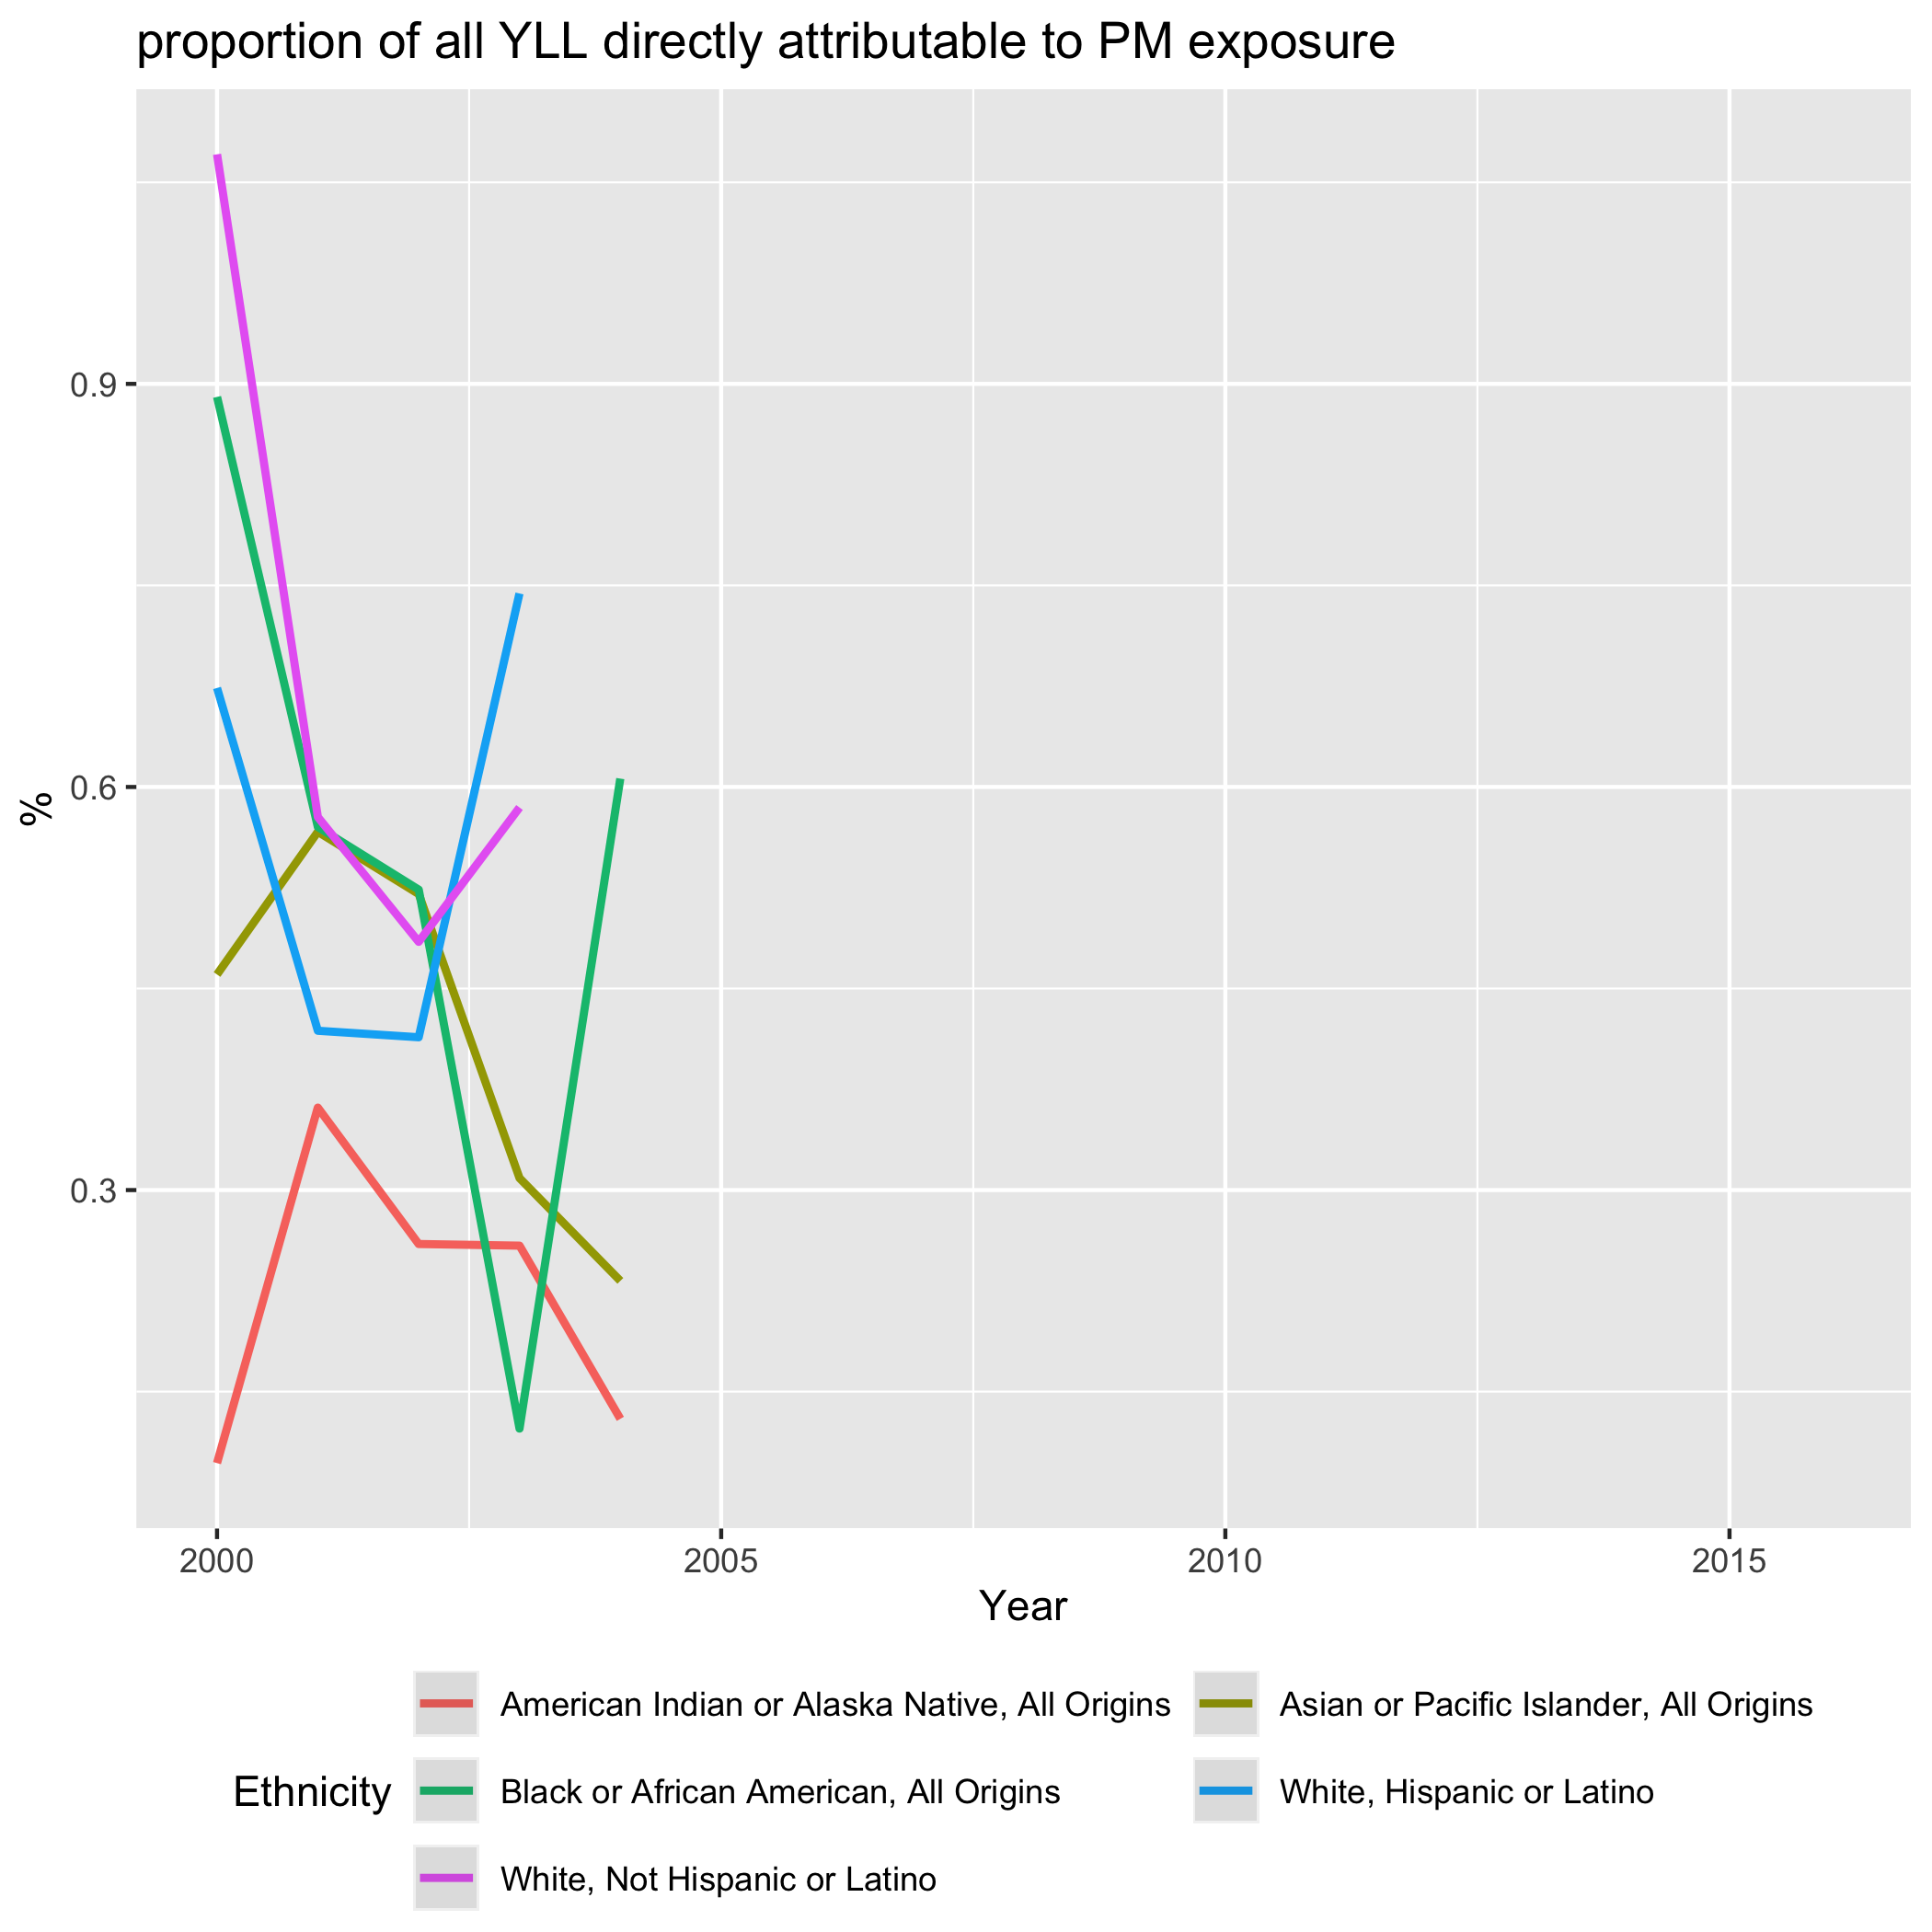 proportion of all YLL directly attributable to PM exposure
0.9
0.6
0.3
%
2000 2005 2010 2015
Year
Ethnicity
American Indian or Alaska Native, All Origins
Asian or Pacific Islander, All Origins
Black or African American, All Origins
White, Hispanic or Latino
White, Not Hispanic or Latino